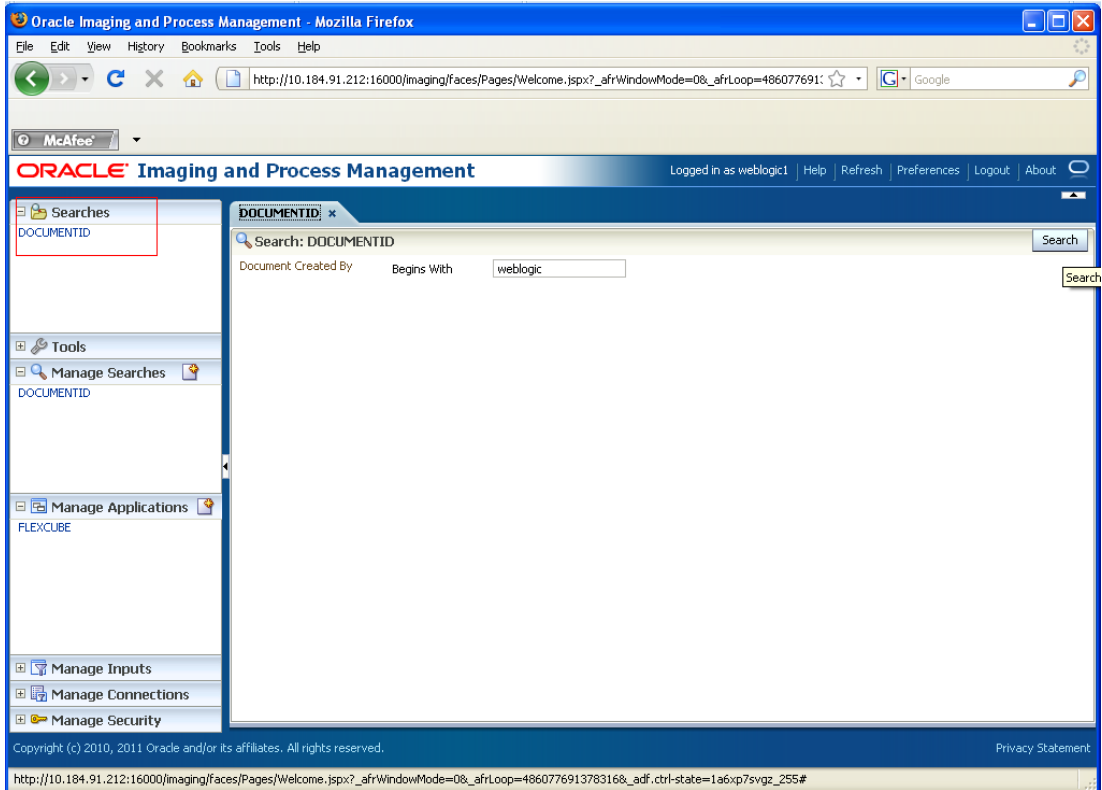 Oracle Imaging and Process Management - Mozilla Firefox
File Edit View History Bookmarks Tools Help
http://10.184.91.212:16000/imaging/faces/Pages/Welcome.jspx?_afrWindowMode=0&_afrLoop=486077691
G Google
McAfee
ORACLE Imaging and Process Management
Logged in as weblogic1 | Help | Refresh | Preferences | Logout | About
Searches
DOCUMENTID
DOCUMENTID ×
Search: DOCUMENTID
Search
Document Created By Begins With weblogic
Search
Tools
Manage Searches
DOCUMENTID
Manage Applications
FLEXCUBE
Manage Inputs
Manage Connections
Manage Security
Copyright (c) 2010, 2011 Oracle and/or its affiliates. All rights reserved.
Privacy Statement
http://10.184.91.212:16000/imaging/faces/Pages/Welcome.jspx?_afrWindowMode=0&_afrLoop=4860776913783168&_adf.ctrl-state=1a6xp7svgz_255#